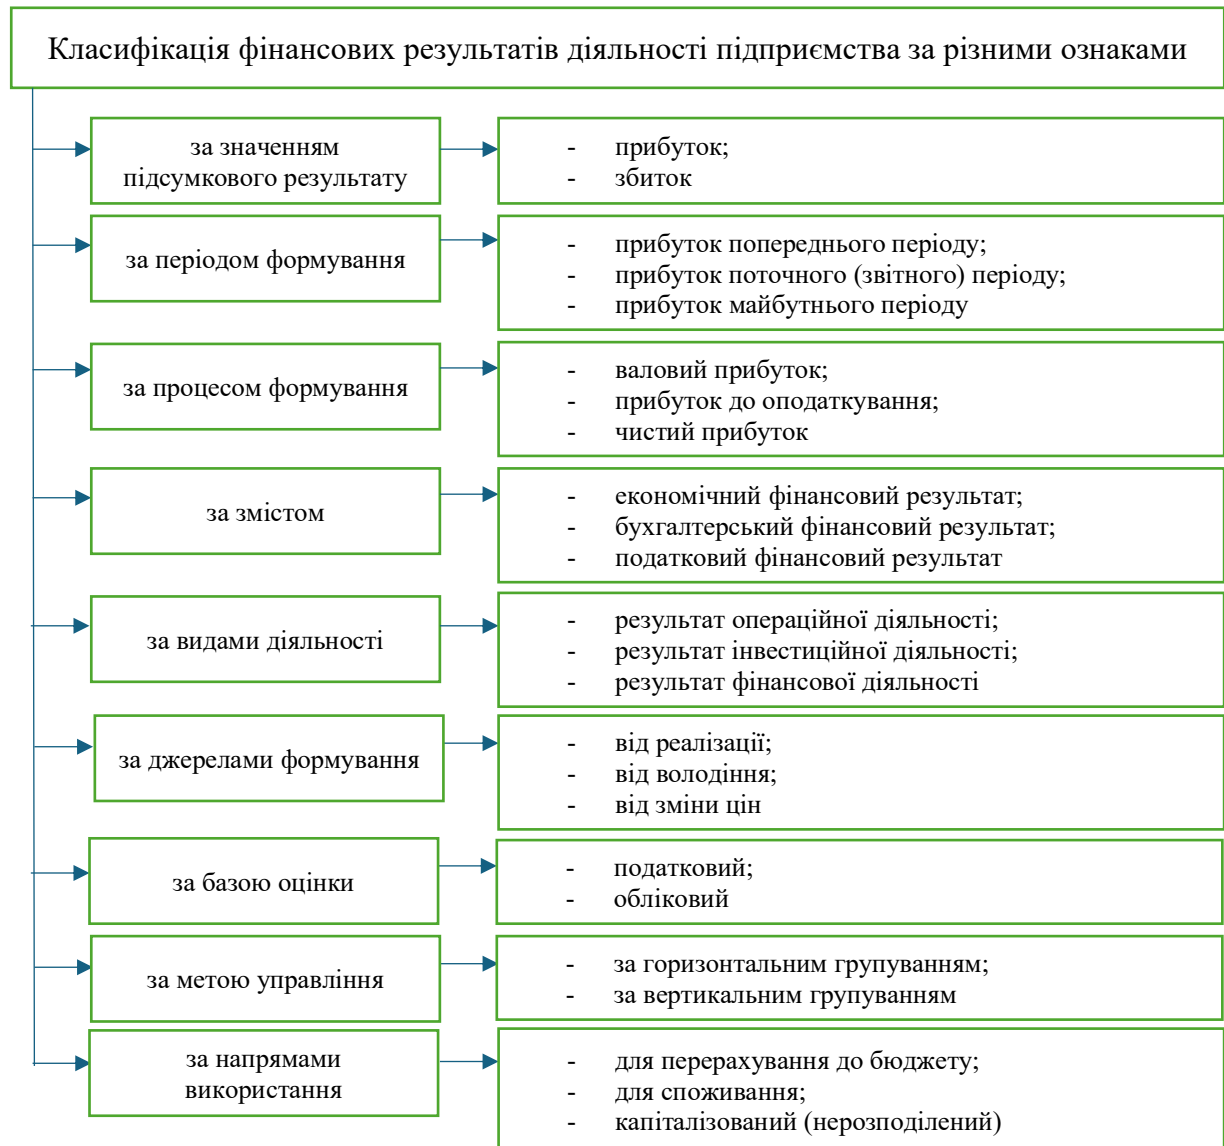 Класифікація фінансових результатів діяльності підприємства за різними ознаками
за значенням
підсумкового результату
- прибуток;
- збиток
за періодом формування
- прибуток попереднього періоду;
- прибуток поточного (звітного) періоду;
- прибуток майбутнього періоду
за процесом формування
- валовий прибуток;
- прибуток до оподаткування;
- чистий прибуток
за змістом
- економічний фінансовий результат;
- бухгалтерський фінансовий результат;
- податковий фінансовий результат
за видами діяльності
- результат операційної діяльності;
- результат інвестиційної діяльності;
- результат фінансової діяльності
за джерелами формування
- від реалізації;
- від володіння;
- від зміни цін
за базою оцінки
- податковий;
- обліковий
за метою управління
- за горизонтальним групуванням;
- за вертикальним групуванням
за напрямами
використання
- для перерахування до бюджету;
- для споживання;
- капіталізований (нерозподілений)